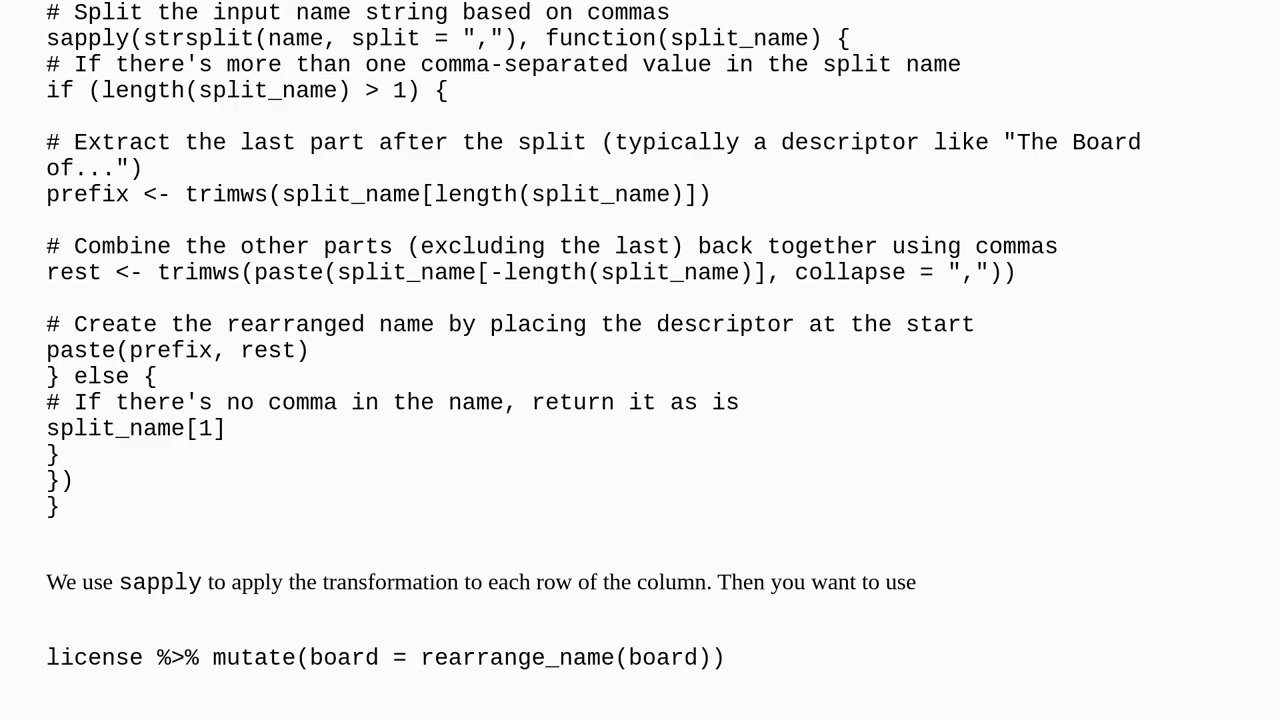 # Split the input name string based on commas
sapply(strsplit(name, split = ","), function(split_name) {
# If there's more than one comma-separated value in the split name
if (length(split_name) > 1) {
# Extract the last part after the split (typically a descriptor like "The Board
of...")
prefix <- trimws(split_name[length(split_name)])
# Combine the other parts (excluding the last) back together using commas
rest <- trimws(paste(split_name[-length(split_name)], collapse = ","))
# Create the rearranged name by placing the descriptor at the start
paste(prefix, rest)
} else {
# If there's no comma in the name, return it as is
split_name[1]
}
})
}
We use sapply to apply the transformation to each row of the column. Then you want to use
license %>% mutate(board = rearrange_name(board))